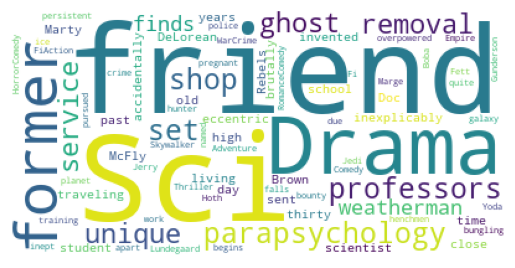 persistent
years
DeLorean
finds
ghost
removal
Marty
police
WarCrime
overpowered
Empire
invented
ice
FiAction
friend
HorrorComedy
former
service
crime
accidentally
brutally
shop
Rebels
pregnant
hunter
RomanceComedy
Fi
Boba
Fett
quite
Marge
Gunderson
pursued
old
school
Doc
eccentric
past
set
high
inexplicably
galaxy
Skywalker
named
Sci
Drama
due
McFly
Adventure
Jedi
Comedy
planet
Jerry
living
Brown
professors
Thriller
falls
day
sent
thirty
bounty
weatherman
Yoda
traveling
Hoth
henchmen
unique
parapsychology
time
training
work
bungling
inept
student
apart
Lundegaard
begins
scientist
close